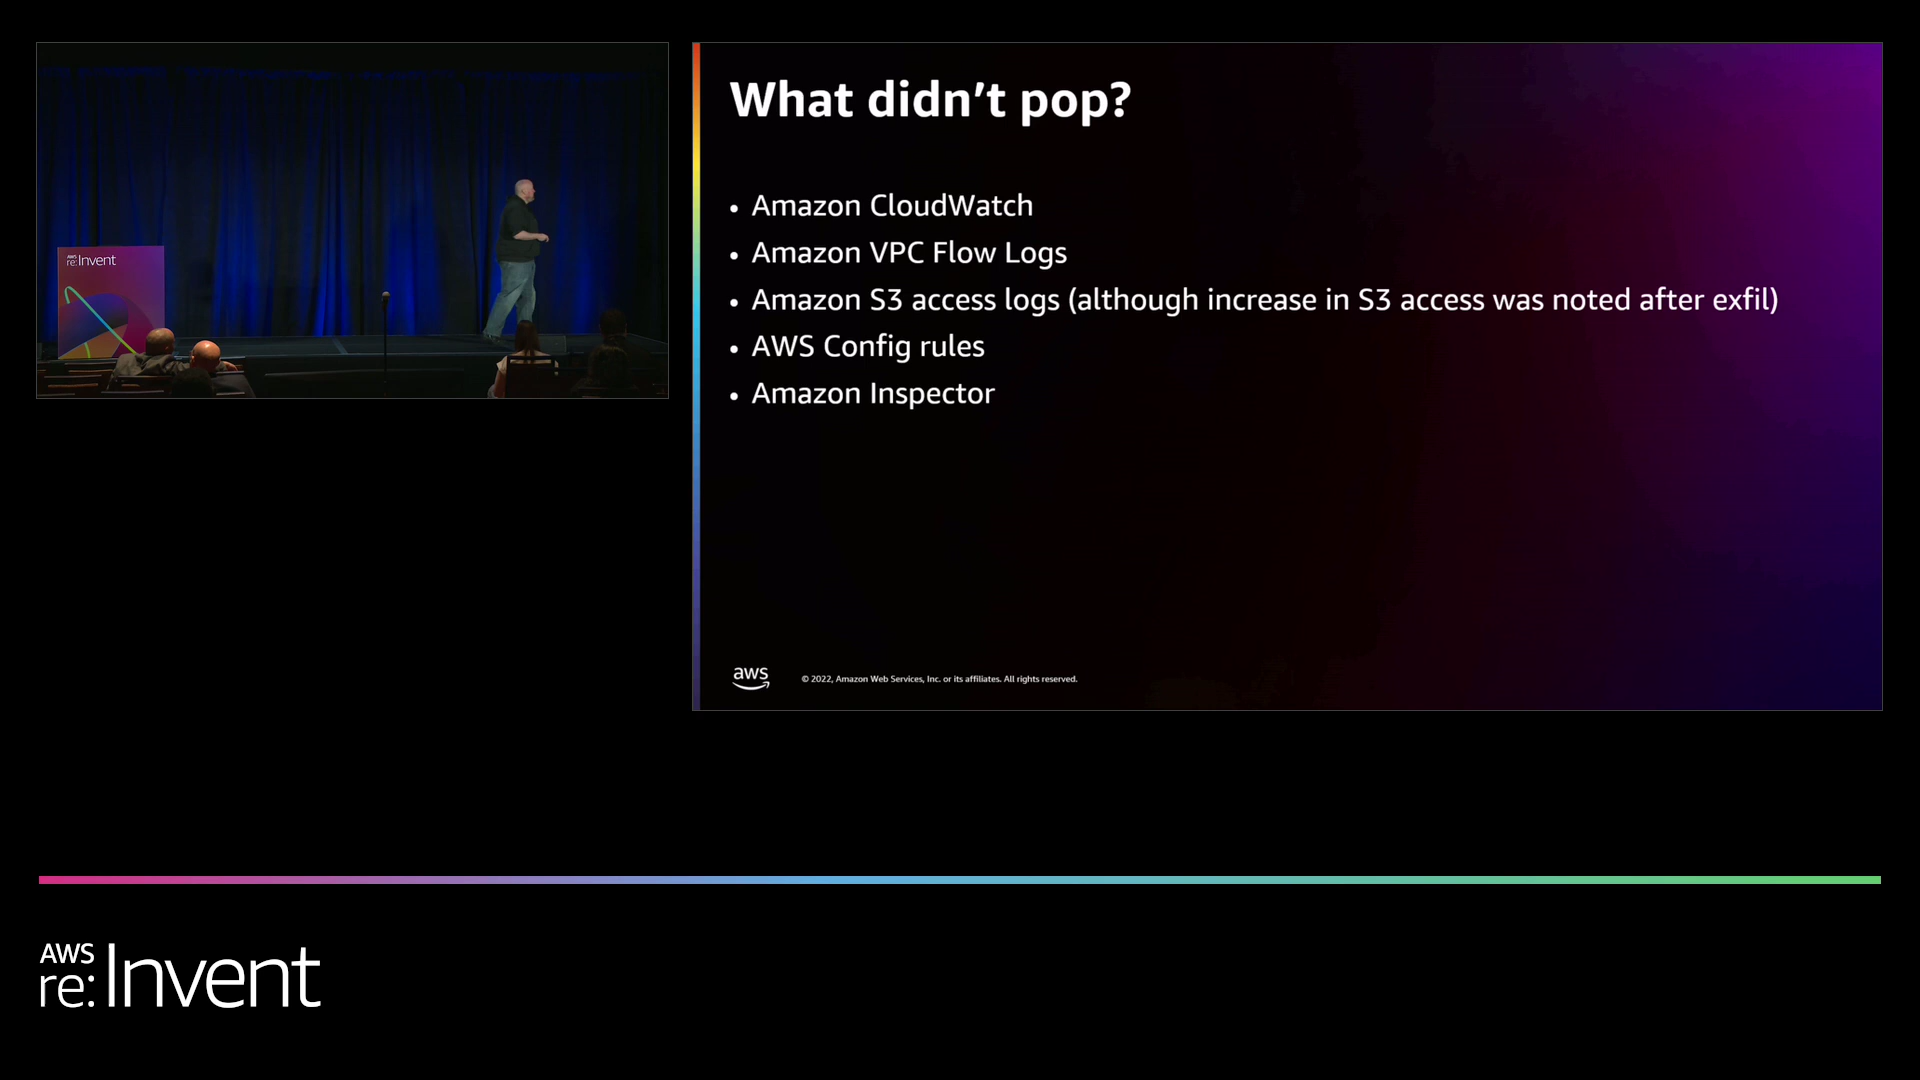 AWS
re:Invent
What didn’t pop?
• Amazon CloudWatch
• Amazon VPC Flow Logs
• Amazon S3 access logs (although increase in S3 access was noted after exfil)
• AWS Config rules
• Amazon Inspector
aws
© 2022, Amazon Web Services, Inc. or its affiliates. All rights reserved.
AWS
re:Invent